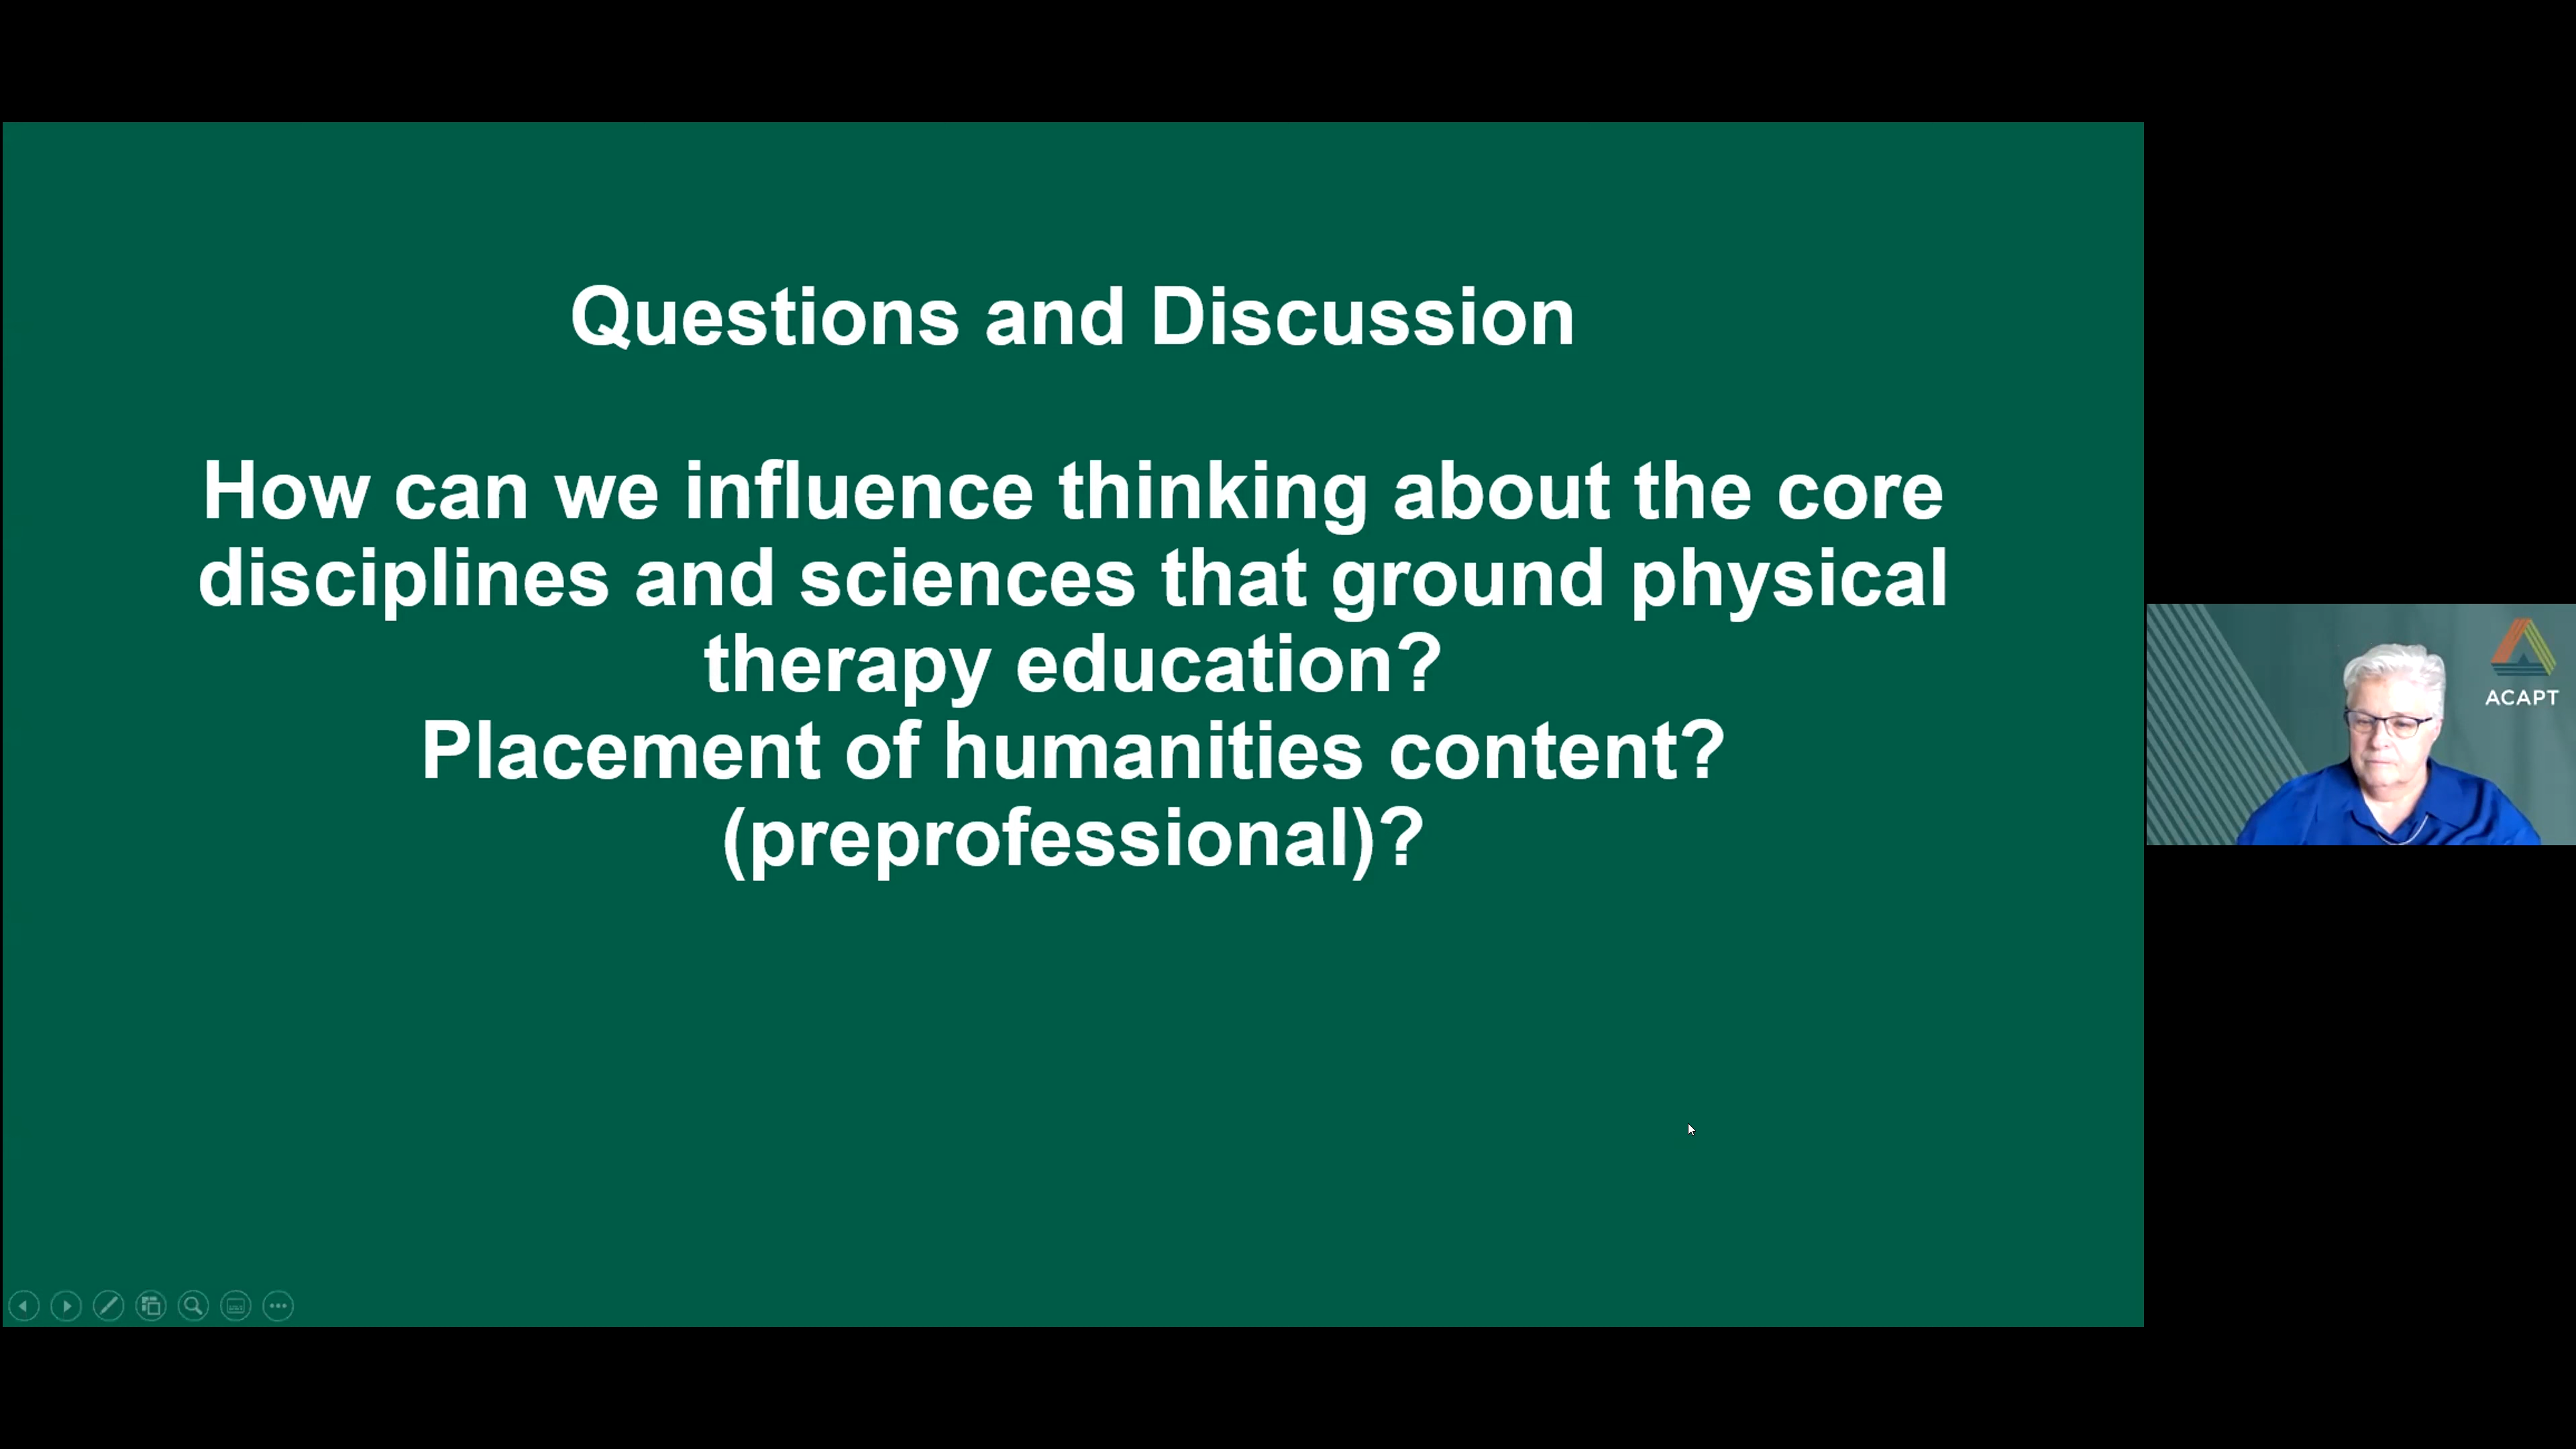 Questions and Discussion
How can we influence thinking about the core
disciplines and sciences that ground physical
therapy education?
Placement of humanities content?
(preprofessional)?
ACAPT